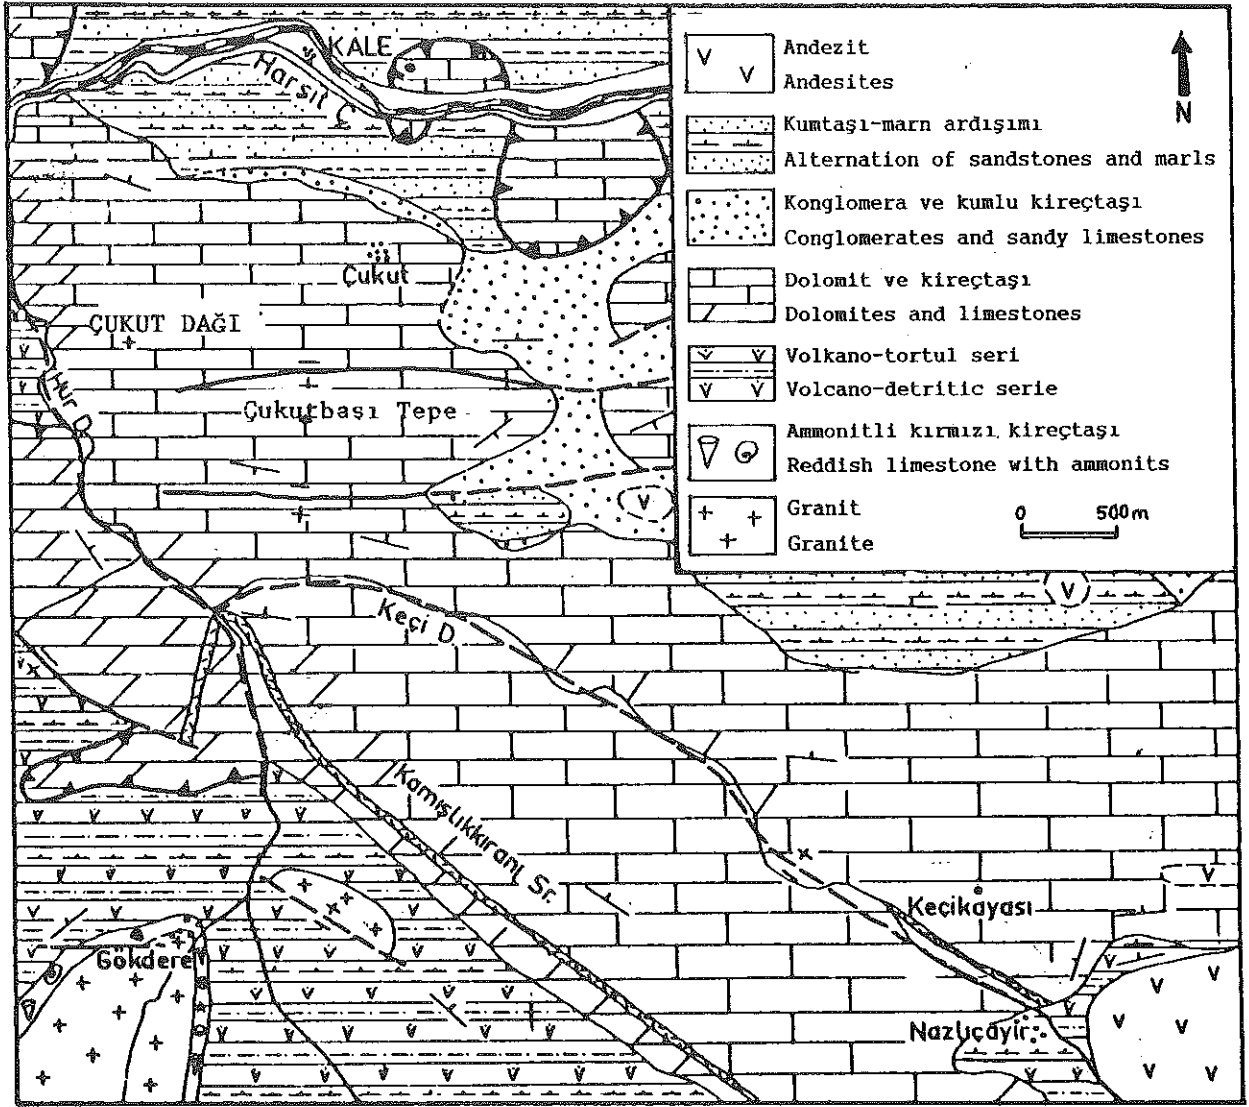 KALE
Harşit Ç.
Çukut
ÇUKUT DAĞI
Hur D.
Çukutbaşı Tepe
Keçi D.
Kamışlıkkıranı Sr.
Keçikayası
Gökdere
Nazlıçayir
Andezit
Andesites
Kumtaşı-marn ardışımı
Alternation of sandstones and marls
Konglomera ve kumlu kireçtaşı
Conglomerates and sandy limestones
Dolomit ve kireçtaşı
Dolomites and limestones
Volkano-tortul seri
Volcano-detritic serie
Ammonitli kırmızı kireçtaşı
Reddish limestone with ammonits
Granit
Granite
N
0 500m